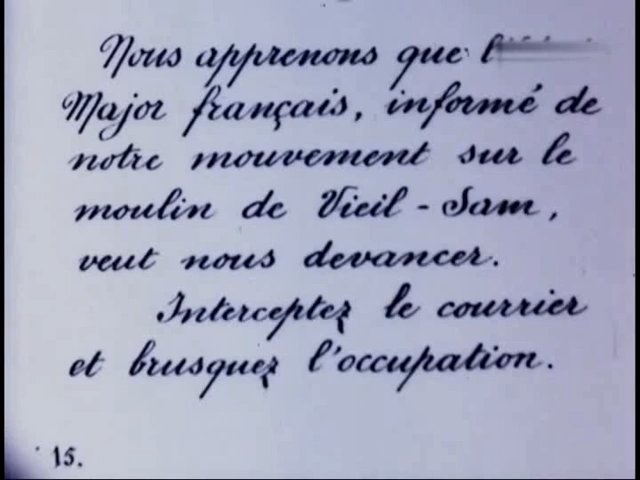 Nous apprenons que
Major français, informé de
notre mouvement sur le
moulin de Vieil-Sam,
veut nous devancer.
Interceptez le courrier
et brusquez l'occupation.
15.